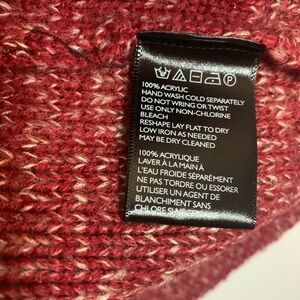 100% ACRYLIC
HAND WASH COLD SEPARATELY
DO NOT WRING OR TWIST
USE ONLY NON-CHLORINE
BLEACH
RESHAPE LAY FLAT TO DRY
LOW IRON AS NEEDED
MAY BE DRY CLEANED
100% ACRYLIQUE
LAVER À LA MAIN À
L'EAU FROIDE SÉPARÉMENT
NE PAS TORDRE OU ESSORER
UTILISER UN AGENT DE
BLANCHIMENT SANS
CHLORE